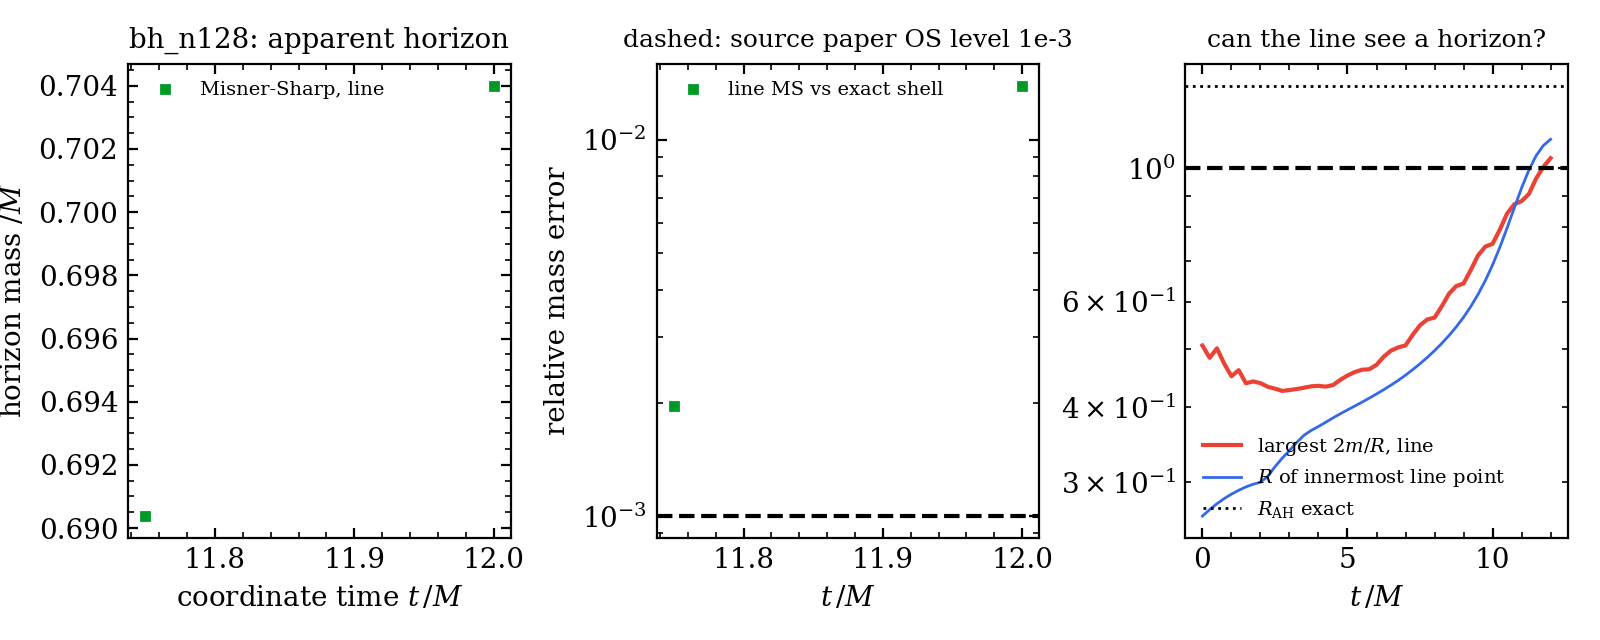 bh_n128: apparent horizon
horizon mass /M
0.704
0.702
0.700
0.698
0.696
0.694
0.692
0.690
Misner-Sharp, line
11.8 11.9 12.0
coordinate time t/M
dashed: source paper OS level 1e-3
relative mass error
10⁻²
10⁻³
line MS vs exact shell
11.8 11.9 12.0
t/M
can the line see a horizon?
10⁰
6 × 10⁻¹
4 × 10⁻¹
3 × 10⁻¹
largest 2m/R, line
R of innermost line point
R_AH exact
0 5 10
t/M